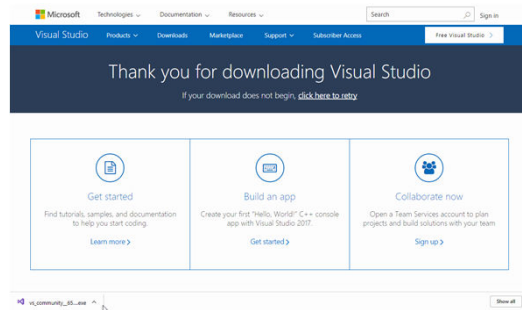 Microsoft Technologies Documentation Resources Search Sign in
Visual Studio Products Downloads Marketplace Support Subscriber Access Free Visual Studio
Thank you for downloading Visual Studio
If your download does not begin, click here to retry
Get started
Find tutorials, samples, and documentation
to help you start coding.
Learn more
Build an app
Create your first "Hello, World!" C++ console
app with Visual Studio 2017.
Get started
Collaborate now
Open a Team Services account to plan
projects and build solutions with your team
Sign up
Show all